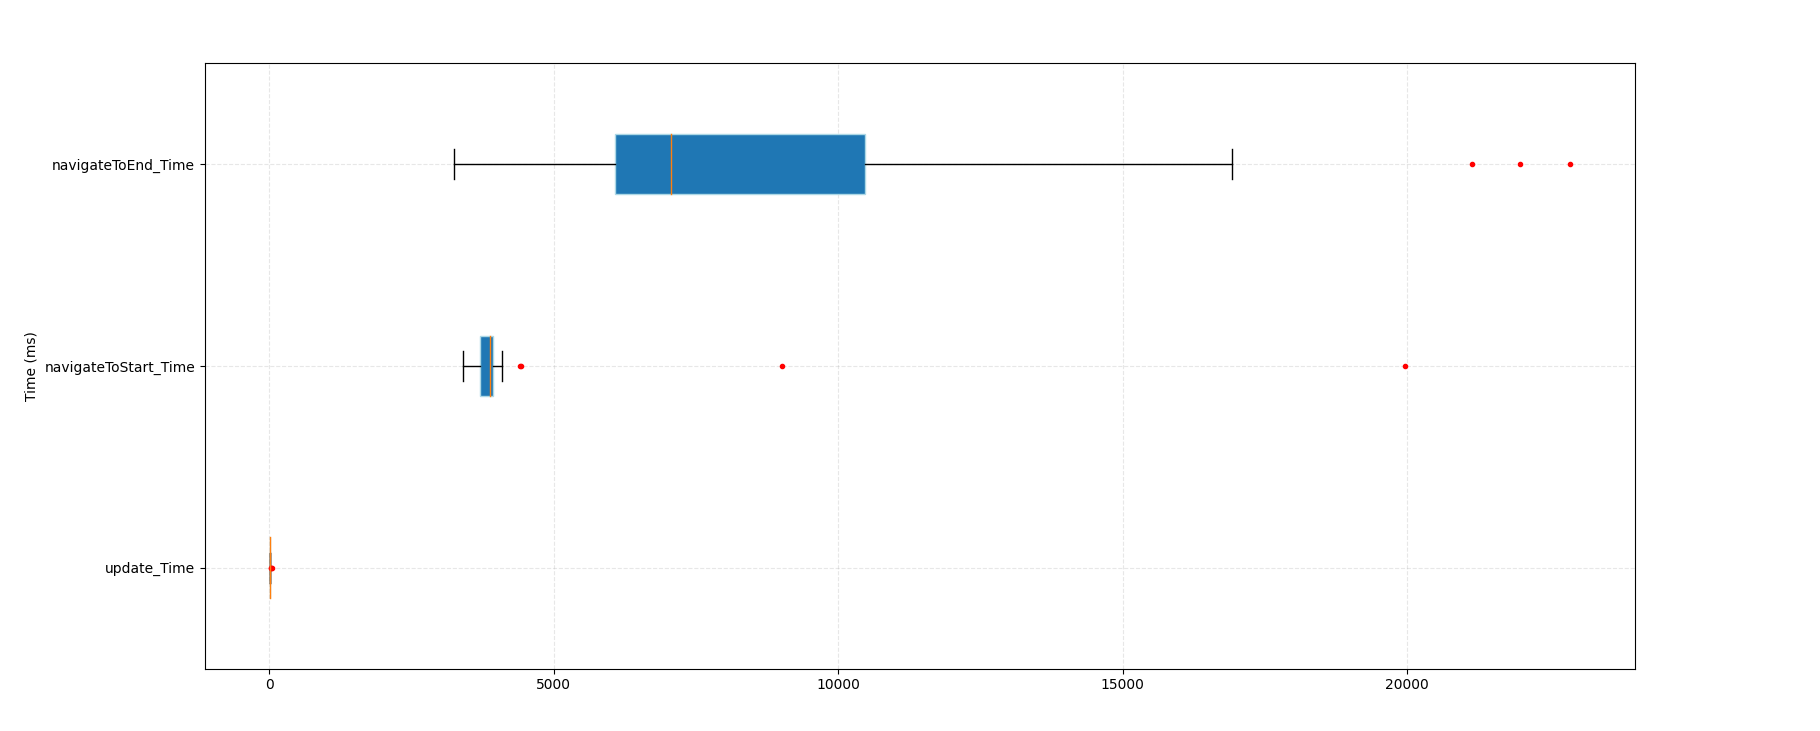 navigateToEnd_Time
navigateToStart_Time
update_Time
Time (ms)
0
5000
10000
15000
20000